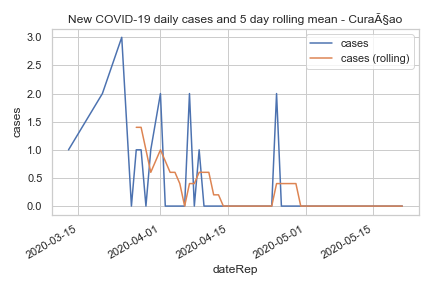 New COVID-19 daily cases and 5 day rolling mean - CuraÃ§ao
cases
cases (rolling)
3.0
2.5
2.0
1.5
1.0
0.5
0.0
cases
2020-03-15
2020-04-01
2020-04-15
2020-05-01
2020-05-15
dateRep